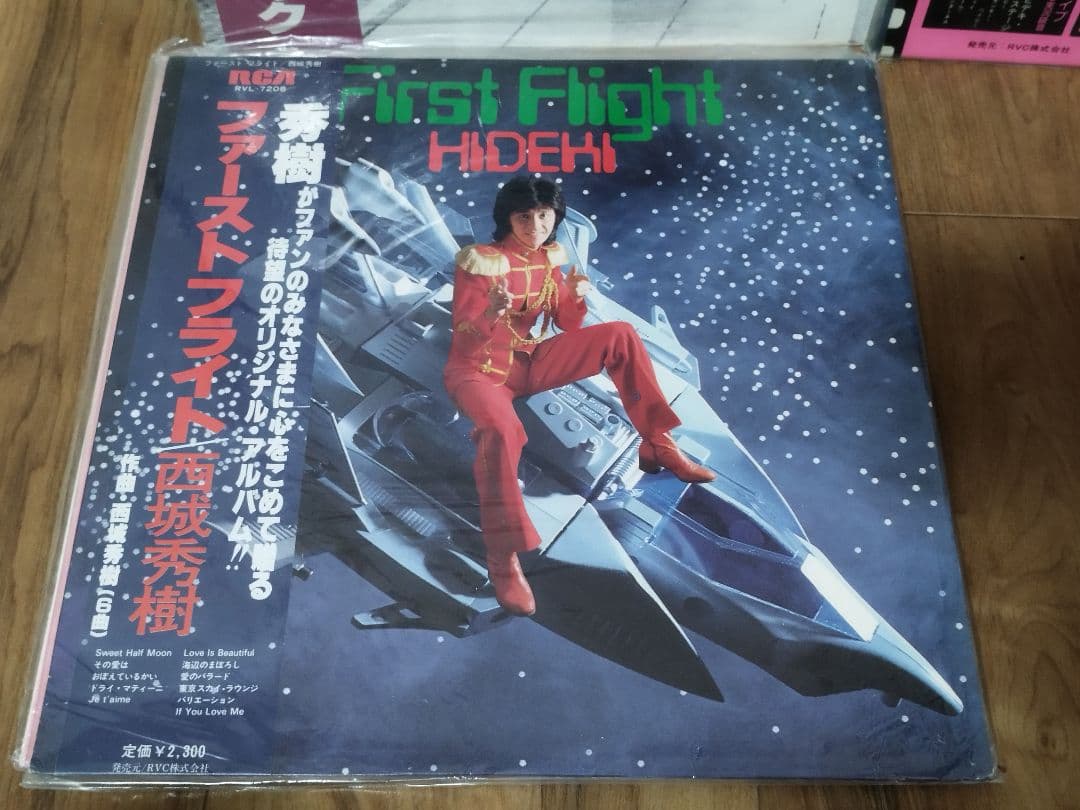 ク
発売元/RVC株式会社
ファースト フライト/西城秀樹
RCA
RVL-7208
First Flight
HIDEKI
秀樹がファンのみなさまに心をこめて贈る
待望のオリジナル・アルバム!!
ファーストフライト/西城秀樹
作曲・西城秀樹(6曲)
Sweet Half Moon
その愛は
おぼえているかい
ドライ・マティーニ
Je t'aime
Love Is Beautiful
海辺のまぼろし
愛のバラード
東京スカイ・ラウンジ
バリエーション
If You Love Me
定価¥2,300
発売元/RVC株式会社